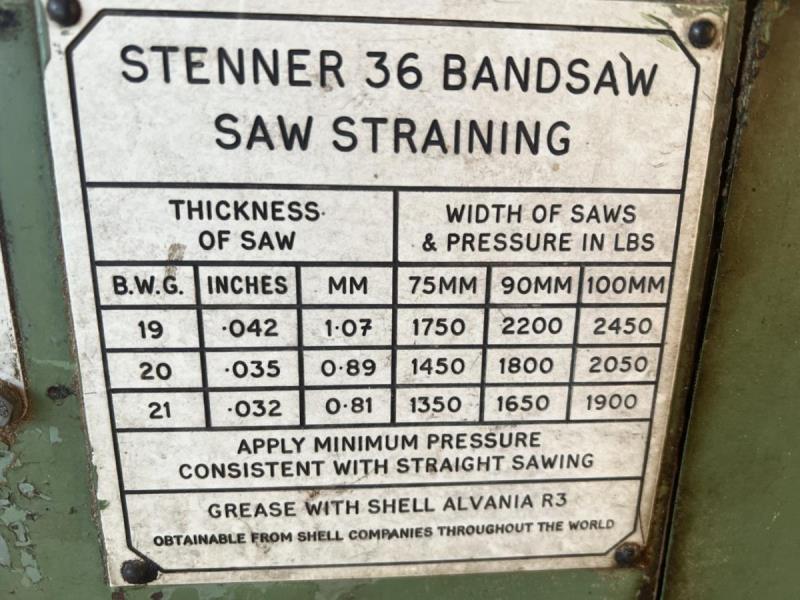 STENNER 36 BANDSAW
SAW STRAINING
THICKNESS OF SAW
WIDTH OF SAWS & PRESSURE IN LBS
B.W.G. INCHES MM 75MM 90MM 100MM
19 ·042 1·07 1750 2200 2450
20 ·035 0·89 1450 1800 2050
21 ·032 0·81 1350 1650 1900
APPLY MINIMUM PRESSURE
CONSISTENT WITH STRAIGHT SAWING
GREASE WITH SHELL ALVANIA R3
OBTAINABLE FROM SHELL COMPANIES THROUGHOUT THE WORLD